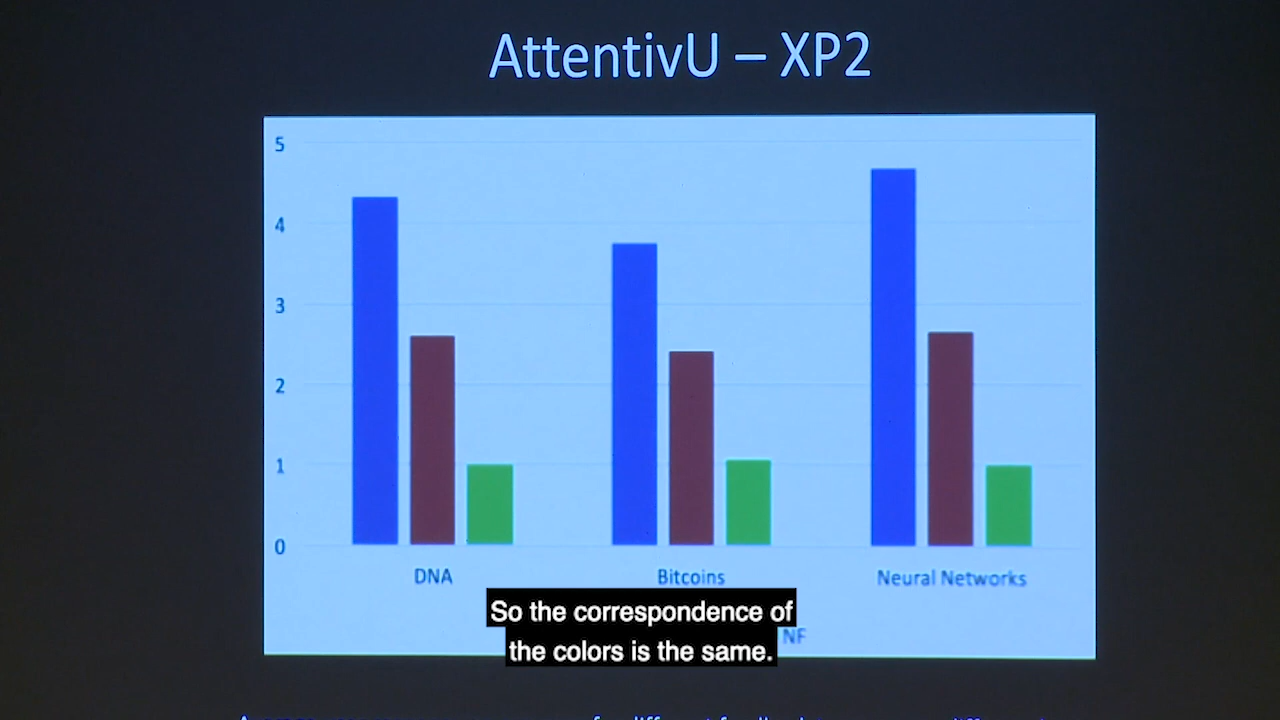 AttentivU – XP2
5
4
3
2
1
0
DNA Bitcoins Neural Networks
So the correspondence of
NF
the colors is the same.